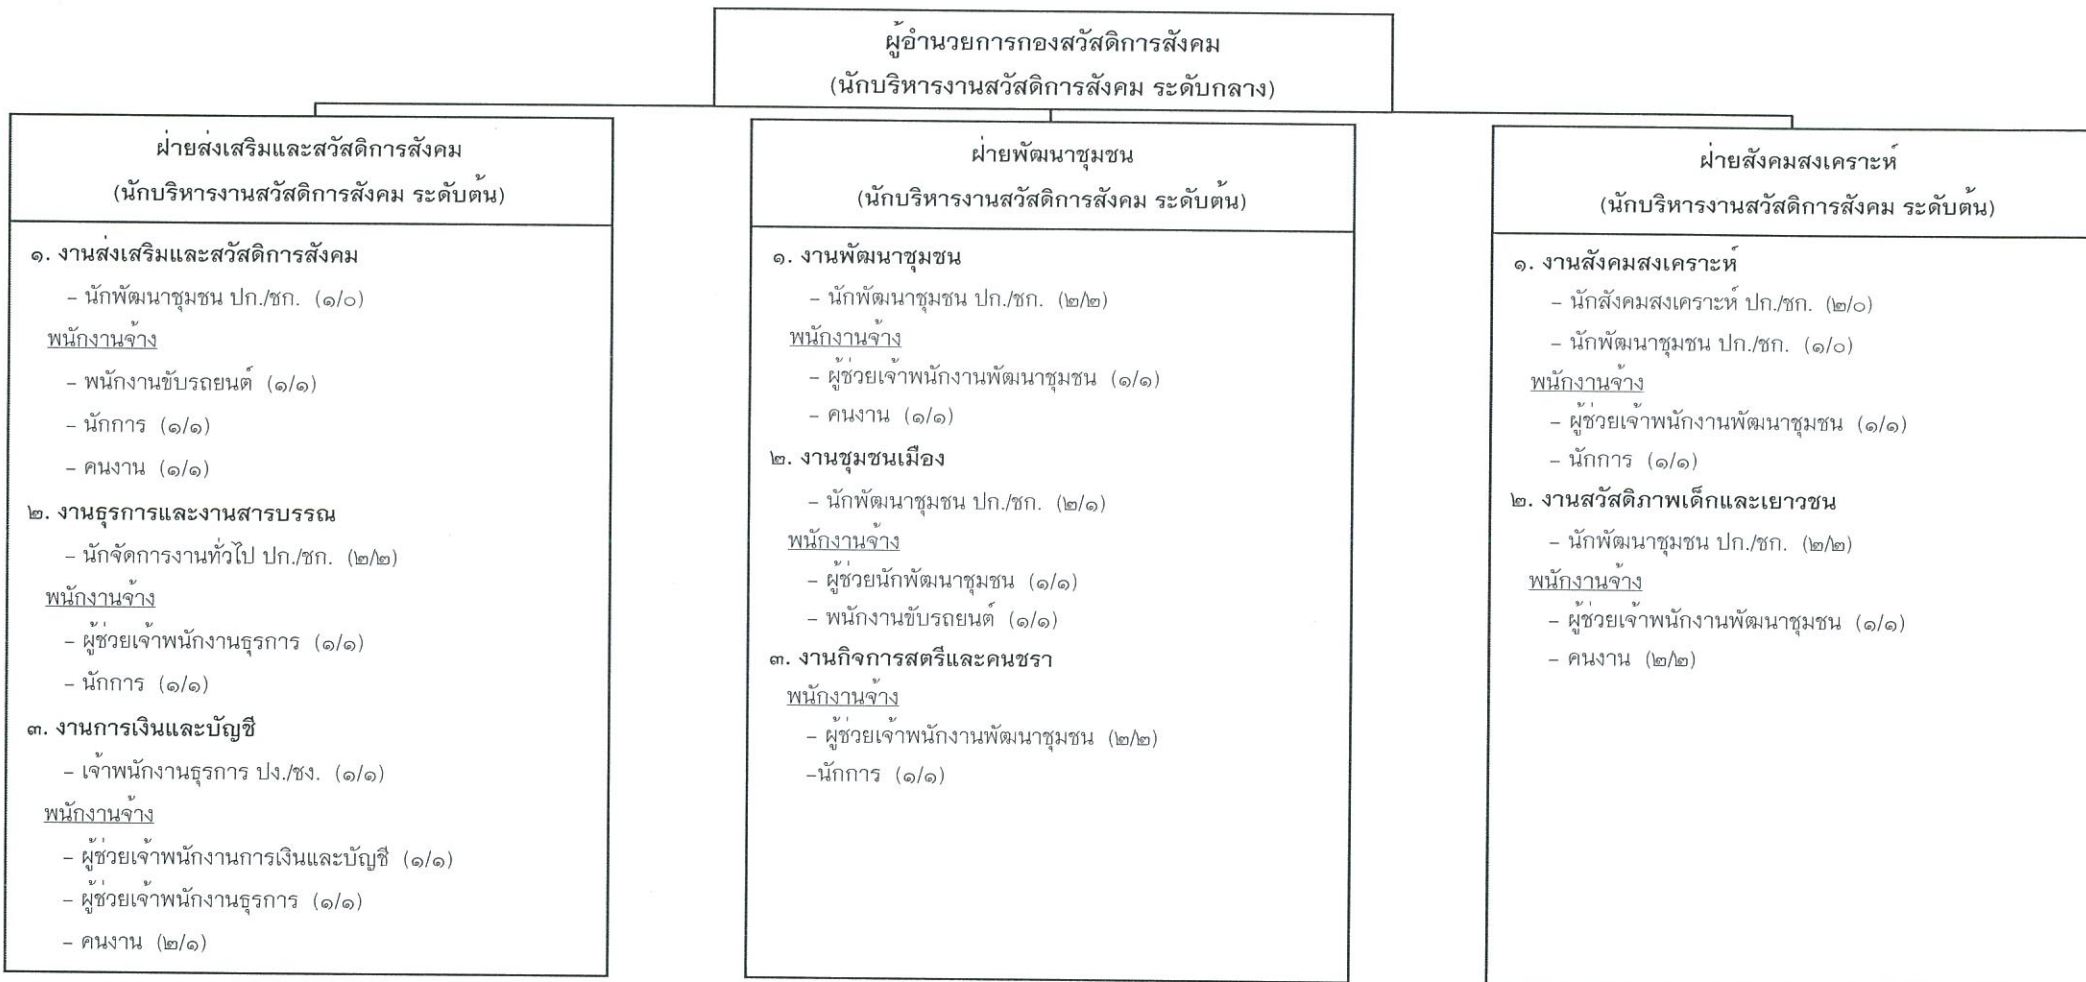 ผู้อำนวยการกองสวัสดิการสังคม
(นักบริหารงานสวัสดิการสังคม ระดับกลาง)
ฝ่ายส่งเสริมและสวัสดิการสังคม
(นักบริหารงานสวัสดิการสังคม ระดับต้น)
๑. งานส่งเสริมและสวัสดิการสังคม
– นักพัฒนาชุมชน ปก./ชก. (๑/๐)
พนักงานจ้าง
– พนักงานขับรถยนต์ (๑/๑)
– นักการ (๑/๑)
– คนงาน (๑/๑)
๒. งานธุรการและงานสารบรรณ
– นักจัดการงานทั่วไป ปก./ชก. (๒/๒)
พนักงานจ้าง
– ผู้ช่วยเจ้าพนักงานธุรการ (๑/๑)
– นักการ (๑/๑)
๓. งานการเงินและบัญชี
– เจ้าพนักงานธุรการ ปง./ชง. (๑/๑)
พนักงานจ้าง
– ผู้ช่วยเจ้าพนักงานการเงินและบัญชี (๑/๑)
– ผู้ช่วยเจ้าพนักงานธุรการ (๑/๑)
– คนงาน (๒/๑)
ฝ่ายพัฒนาชุมชน
(นักบริหารงานสวัสดิการสังคม ระดับต้น)
๑. งานพัฒนาชุมชน
– นักพัฒนาชุมชน ปก./ชก. (๒/๒)
พนักงานจ้าง
– ผู้ช่วยเจ้าพนักงานพัฒนาชุมชน (๑/๑)
– คนงาน (๑/๑)
๒. งานชุมชนเมือง
– นักพัฒนาชุมชน ปก./ชก. (๒/๑)
พนักงานจ้าง
– ผู้ช่วยนักพัฒนาชุมชน (๑/๑)
– พนักงานขับรถยนต์ (๑/๑)
๓. งานกิจการสตรีและคนชรา
พนักงานจ้าง
– ผู้ช่วยเจ้าพนักงานพัฒนาชุมชน (๒/๒)
–นักการ (๑/๑)
ฝ่ายสังคมสงเคราะห์
(นักบริหารงานสวัสดิการสังคม ระดับต้น)
๑. งานสังคมสงเคราะห์
– นักสังคมสงเคราะห์ ปก./ชก. (๒/๐)
– นักพัฒนาชุมชน ปก./ชก. (๑/๐)
พนักงานจ้าง
– ผู้ช่วยเจ้าพนักงานพัฒนาชุมชน (๑/๑)
– นักการ (๑/๑)
๒. งานสวัสดิภาพเด็กและเยาวชน
– นักพัฒนาชุมชน ปก./ชก. (๒/๒)
พนักงานจ้าง
– ผู้ช่วยเจ้าพนักงานพัฒนาชุมชน (๑/๑)
– คนงาน (๒/๒)